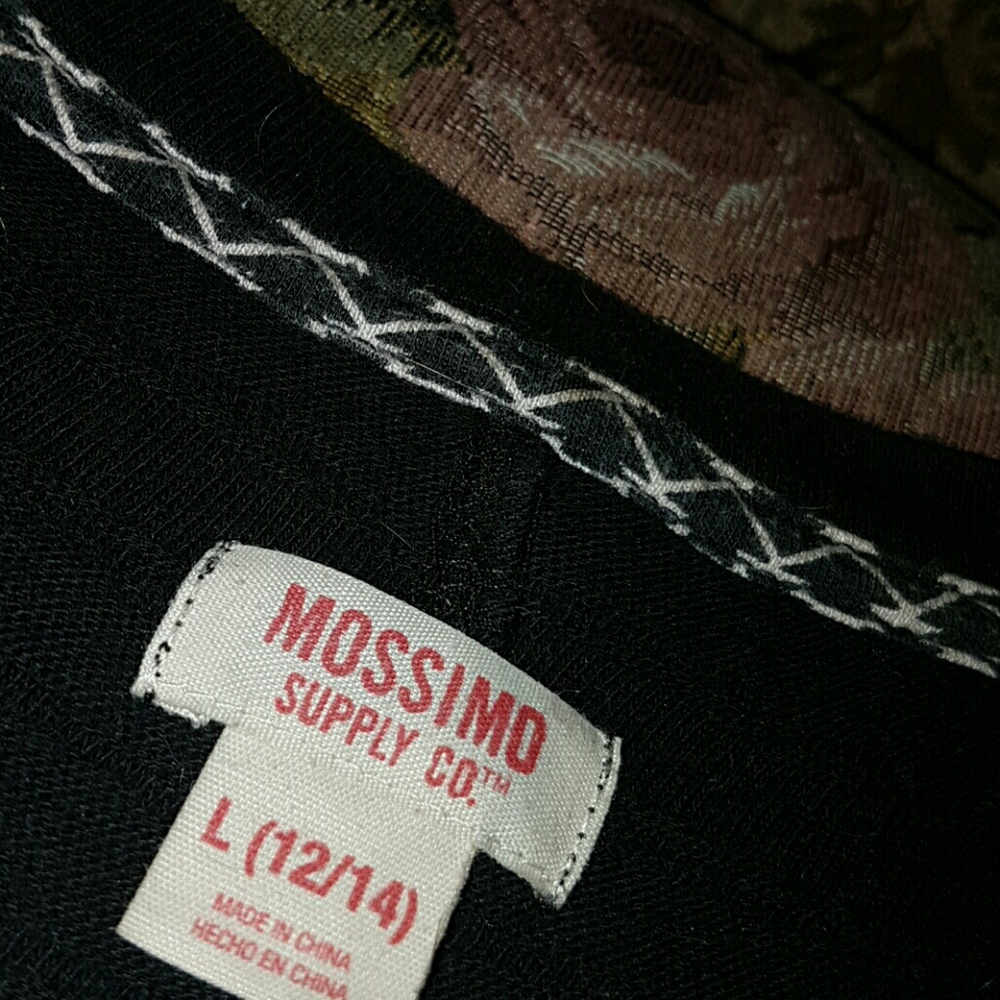 MOSSIMO
SUPPLY CO.™
L (12/14)
MADE IN CHINA
HECHO EN CHINA